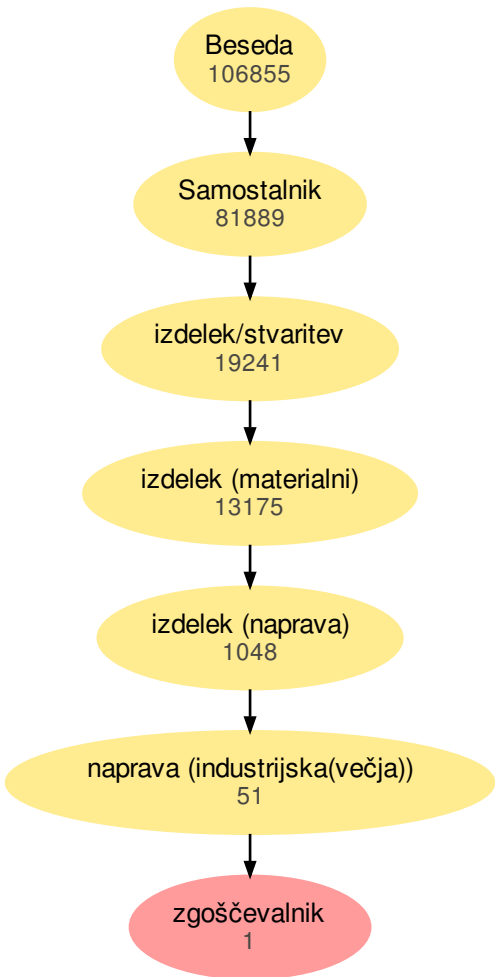 Beseda
106855
Samostalnik
81889
izdelek/stvaritev
19241
izdelek (materialni)
13175
izdelek (naprava)
1048
naprava (industrijska(večja))
51
zgoščevalnik
1